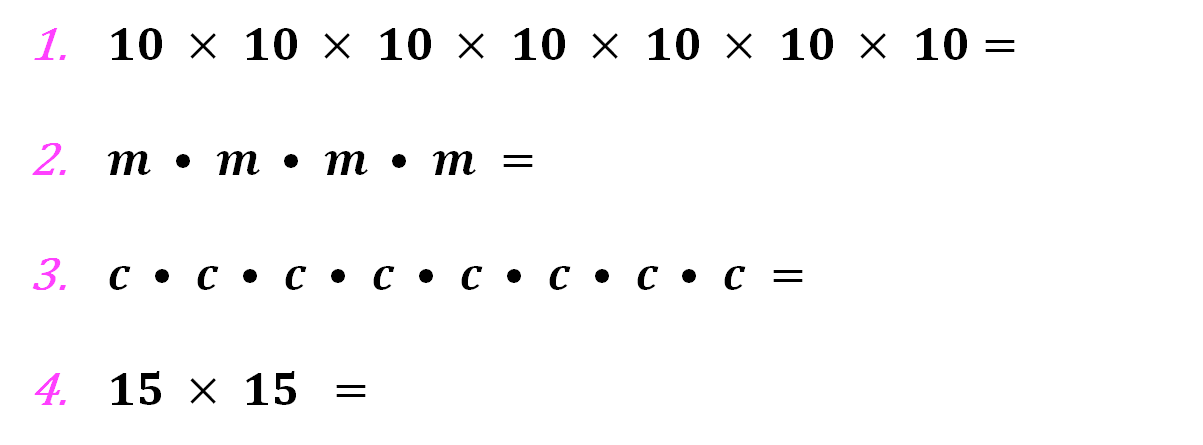 1. 10 × 10 × 10 × 10 × 10 × 10 × 10 =
2. m • m • m • m =
3. c • c • c • c • c • c • c • c =
4. 15 × 15 =